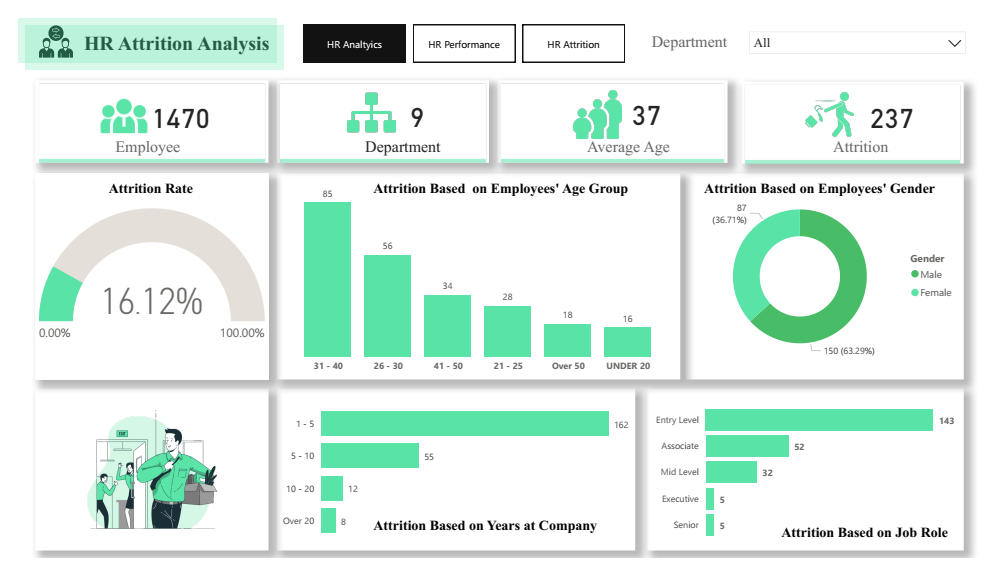 HR Attrition Analysis
HR Analtyics
HR Performance
HR Attrition
Department
All
1470
Employee
9
Department
37
Average Age
237
Attrition
Attrition Rate
16.12%
0.00%
100.00%
Attrition Based on Employees' Age Group
85
56
34
28
18
16
31 - 40
26 - 30
41 - 50
21 - 25
Over 50
UNDER 20
Attrition Based on Employees' Gender
87
(36.71%)
150 (63.29%)
Gender
Male
Female
EXIT
1 - 5
162
5 - 10
55
10 - 20
12
Over 20
8
Attrition Based on Years at Company
Entry Level
143
Associate
52
Mid Level
32
Executive
5
Senior
5
Attrition Based on Job Role